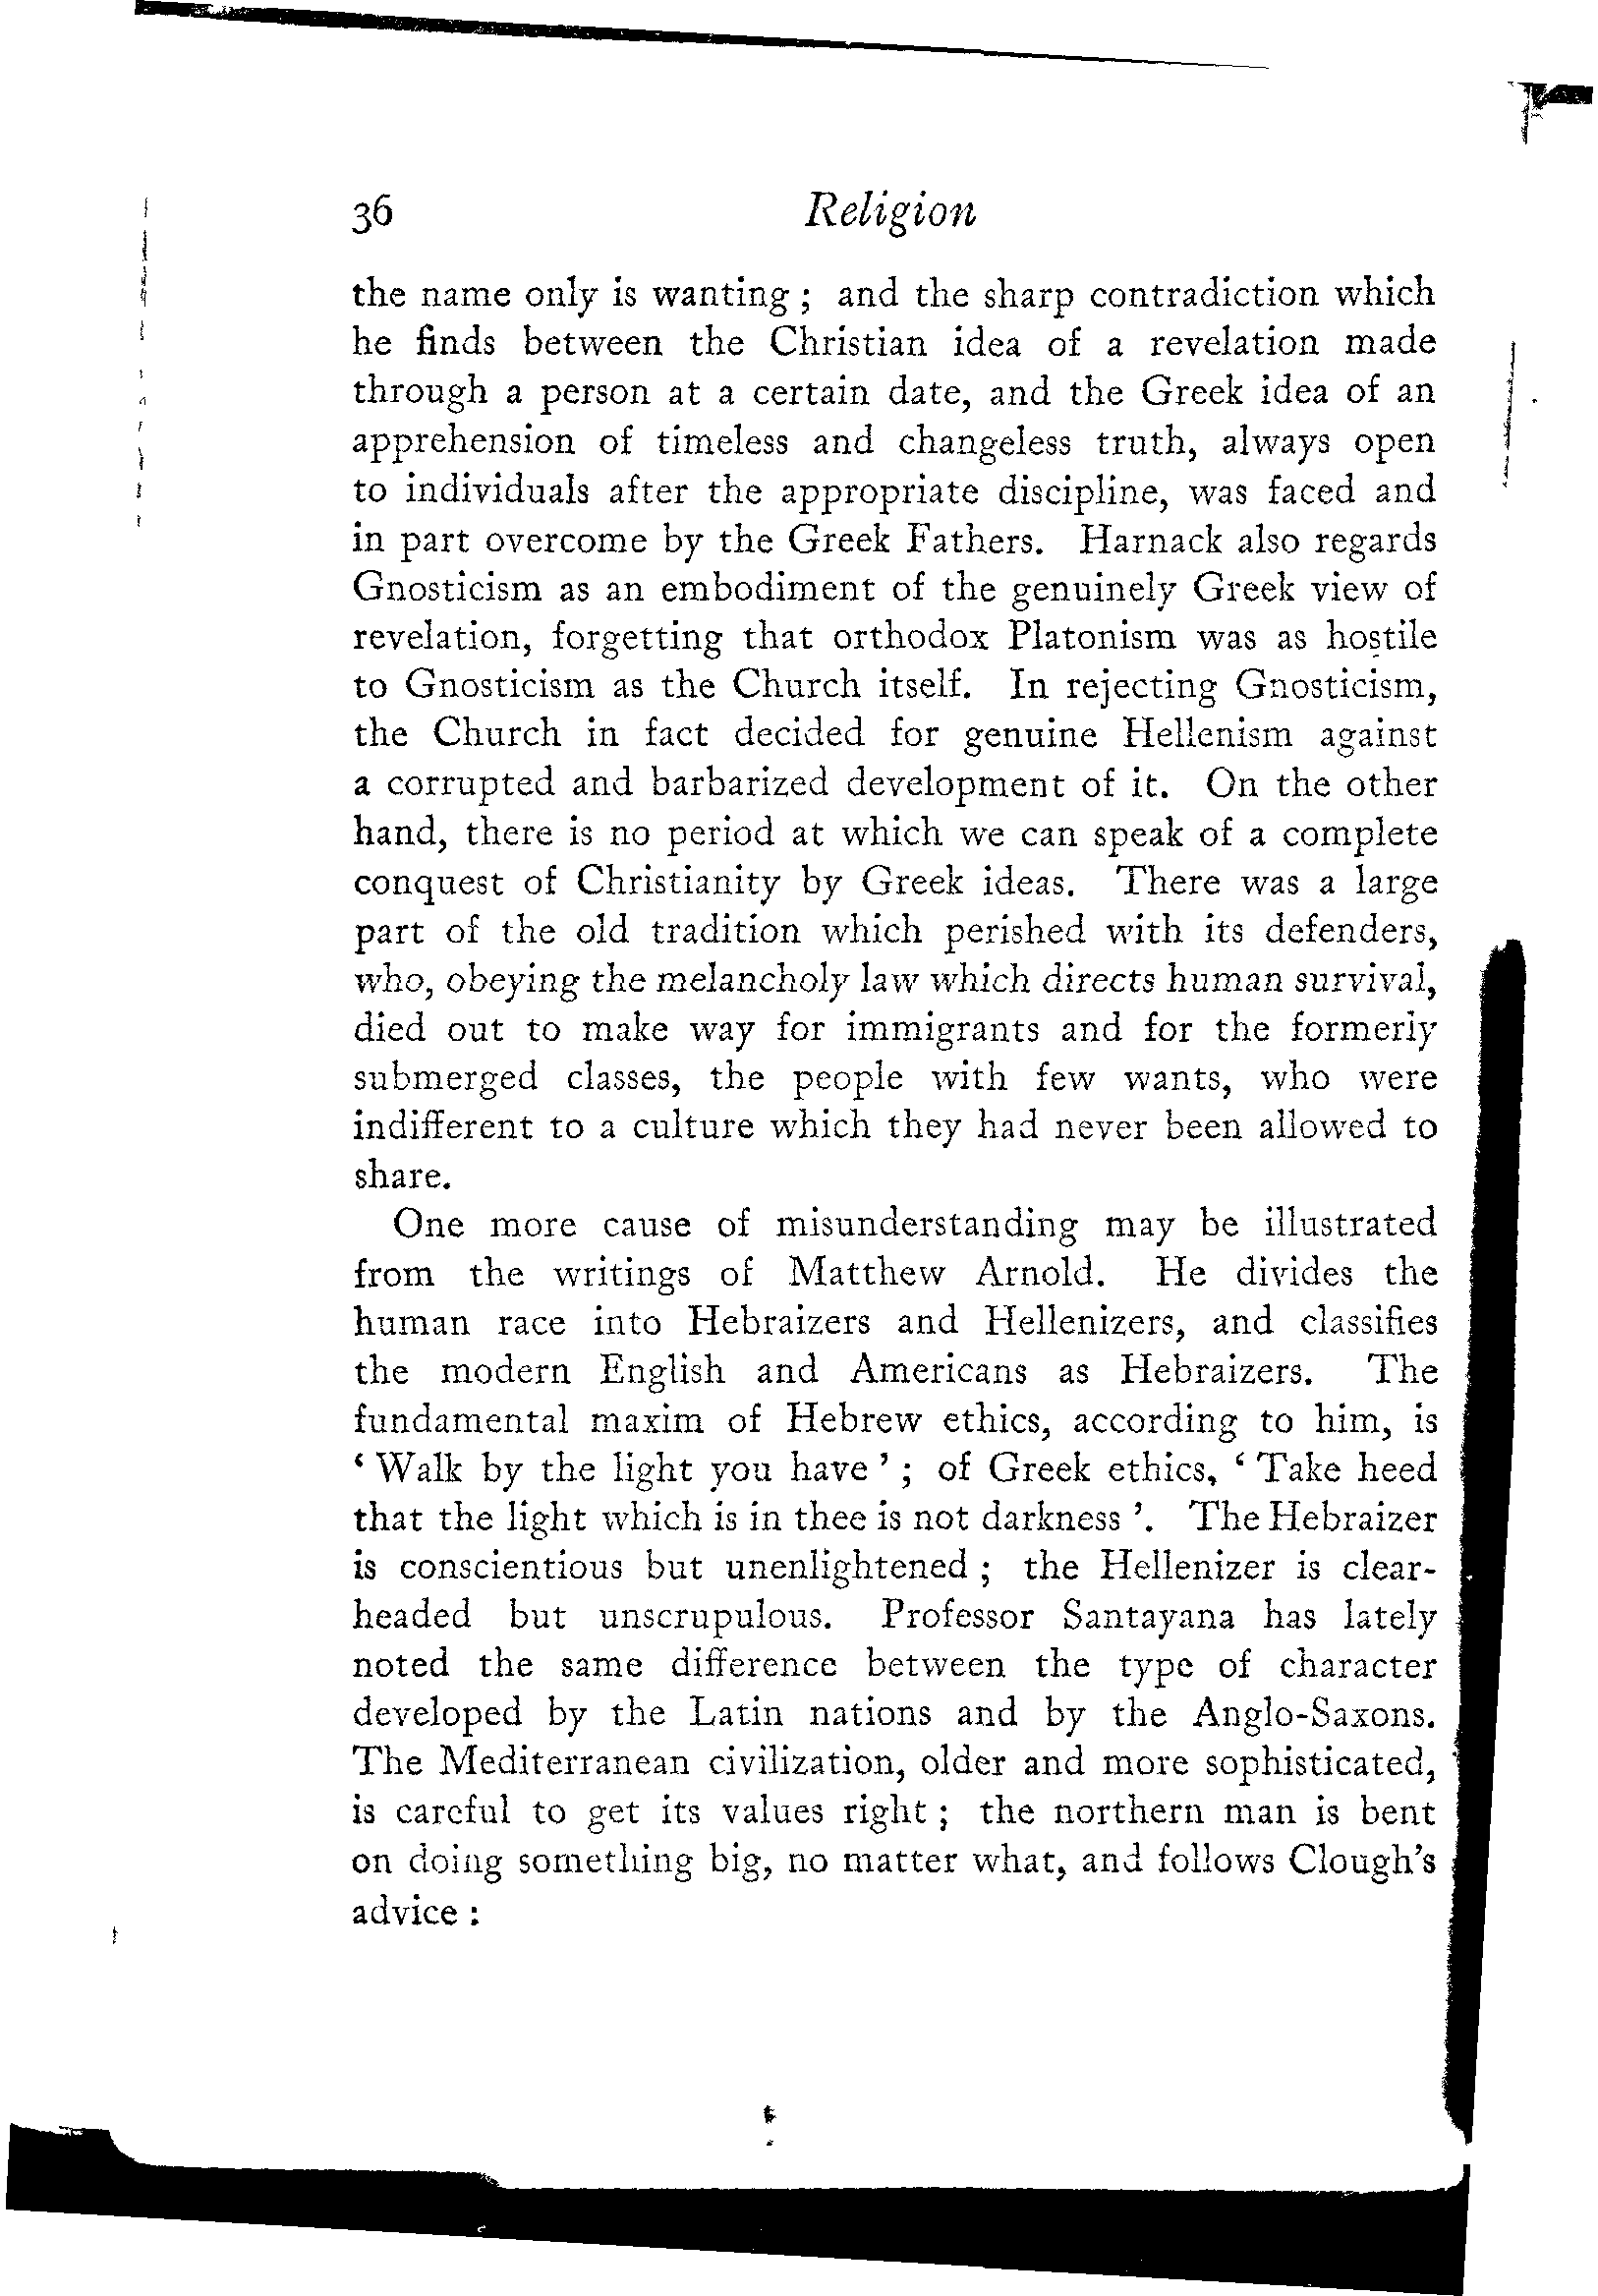 36 Religion
the name only is wanting ; and the sharp contradiction which
he finds between the Christian idea of a revelation made
through a person at a certain date, and the Greek idea of an
apprehension of timeless and changeless truth, always open
to individuals after the appropriate discipline, was faced and
in part overcome by the Greek Fathers. Harnack also regards
Gnosticism as an embodiment of the genuinely Greek view of
revelation, forgetting that orthodox Platonism was as hostile
to Gnosticism as the Church itself. In rejecting Gnosticism,
the Church in fact decided for genuine Hellenism against
a corrupted and barbarized development of it. On the other
hand, there is no period at which we can speak of a complete
conquest of Christianity by Greek ideas. There was a large
part of the old tradition which perished with its defenders,
who, obeying the melancholy law which directs human survival,
died out to make way for immigrants and for the formerly
submerged classes, the people with few wants, who were
indifferent to a culture which they had never been allowed to
share.
One more cause of misunderstanding may be illustrated
from the writings of Matthew Arnold. He divides the
human race into Hebraizers and Hellenizers, and classifies
the modern English and Americans as Hebraizers. The
fundamental maxim of Hebrew ethics, according to him, is
‘ Walk by the light you have ’ ; of Greek ethics, ‘ Take heed
that the light which is in thee is not darkness ’. The Hebraizer
is conscientious but unenlightened ; the Hellenizer is clear-
headed but unscrupulous. Professor Santayana has lately
noted the same difference between the type of character
developed by the Latin nations and by the Anglo-Saxons.
The Mediterranean civilization, older and more sophisticated,
is careful to get its values right ; the northern man is bent
on doing something big, no matter what, and follows Clough’s
advice :